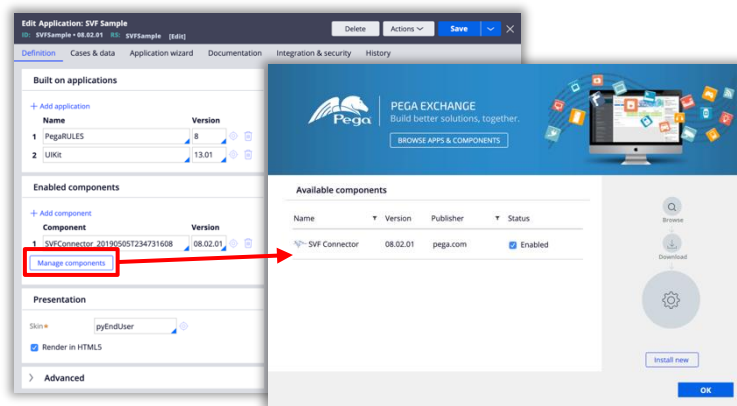 Edit Application: SVF Sample
ID: SVFSample • 08.02.01 RS: SVFSample [Edit]
Delete Actions Save
Definition Cases & data Application wizard Documentation Integration & security History
Built on applications
+ Add application
Name Version
1 PegaRULES 8
2 UIKit 13.01
Enabled components
+ Add component
Component Version
1 SVFConnector_20190505T234731608 08.02.01
Manage components
Presentation
Skin pyEndUser
Render in HTML5
Advanced
Pega
PEGA EXCHANGE
Build better solutions, together.
BROWSE APPS & COMPONENTS
Available components
Name Version Publisher Status
SVF Connector 08.02.01 pega.com Enabled
Browse
Download
Install new
OK